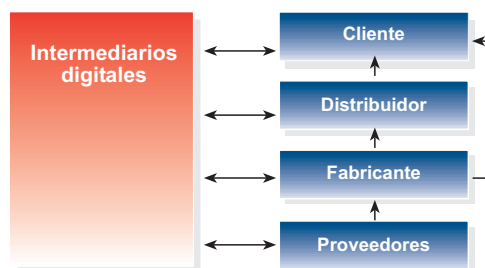 Intermediarios
digitales
Cliente
Distribuidor
Fabricante
Proveedores